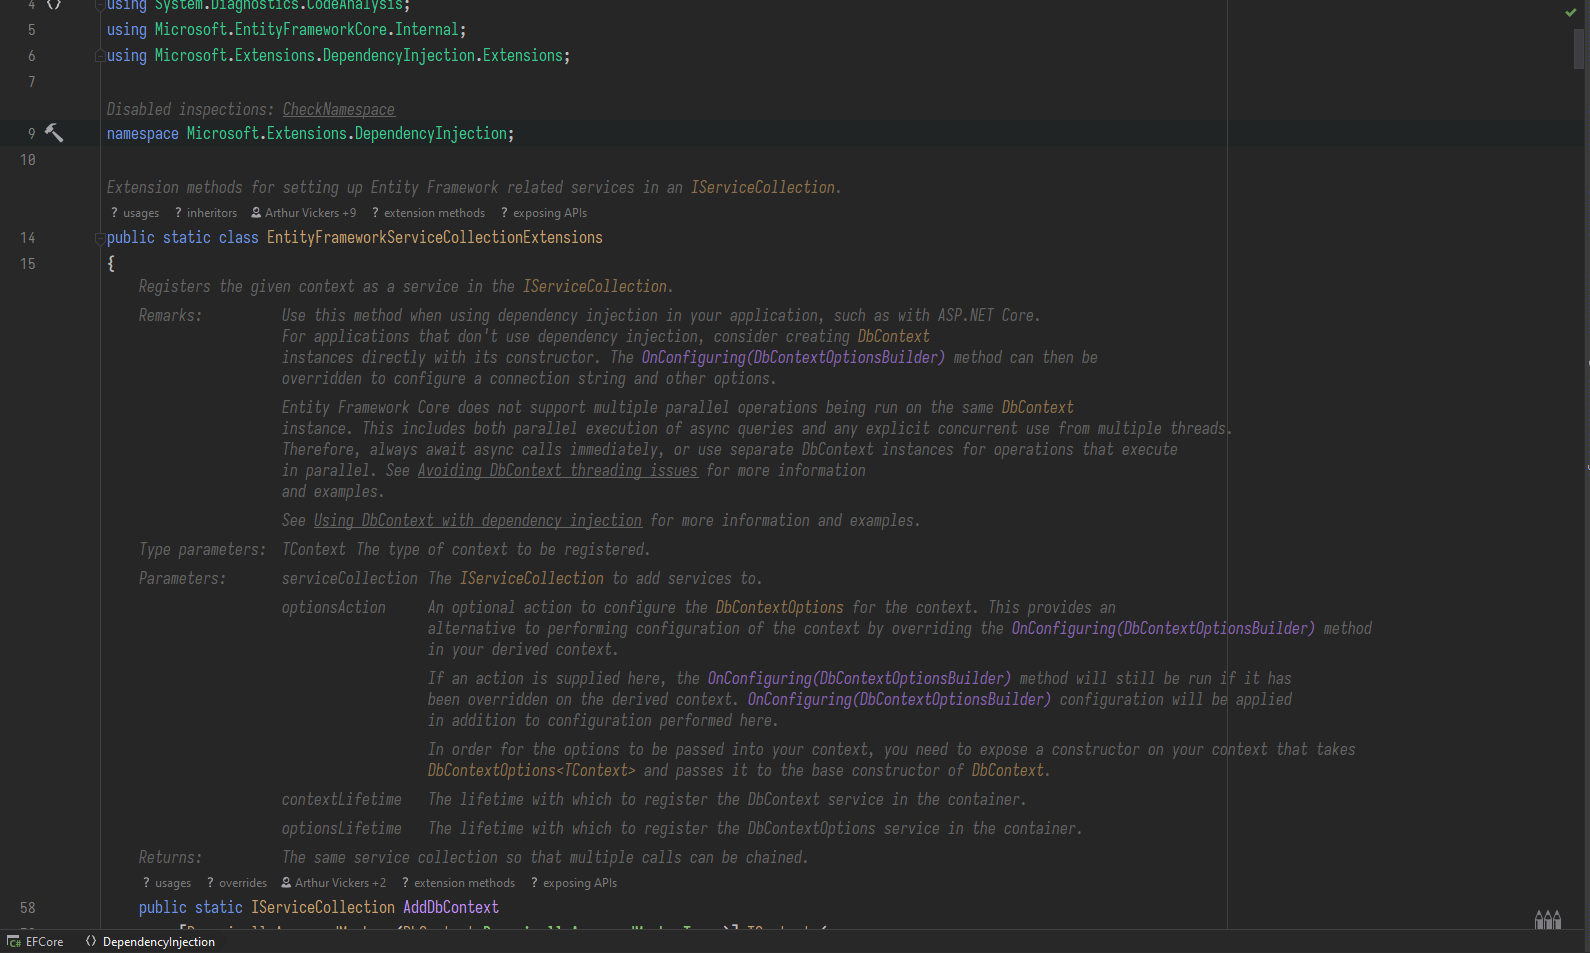 4 using System.Diagnostics.CodeAnalysis;
5 using Microsoft.EntityFrameworkCore.Internal;
6 using Microsoft.Extensions.DependencyInjection.Extensions;
7
Disabled inspections: CheckNamespace
9 namespace Microsoft.Extensions.DependencyInjection;
10
Extension methods for setting up Entity Framework related services in an IServiceCollection.
? usages ? inheritors Arthur Vickers +9 ? extension methods ? exposing APIs
14 public static class EntityFrameworkServiceCollectionExtensions
15 {
Registers the given context as a service in the IServiceCollection.
Remarks: Use this method when using dependency injection in your application, such as with ASP.NET Core.
For applications that don't use dependency injection, consider creating DbContext
instances directly with its constructor. The OnConfiguring(DbContextOptionsBuilder) method can then be
overridden to configure a connection string and other options.
Entity Framework Core does not support multiple parallel operations being run on the same DbContext
instance. This includes both parallel execution of async queries and any explicit concurrent use from multiple threads.
Therefore, always await async calls immediately, or use separate DbContext instances for operations that execute
in parallel. See Avoiding DbContext threading issues for more information
and examples.
See Using DbContext with dependency injection for more information and examples.
Type parameters: TContext The type of context to be registered.
Parameters: serviceCollection The IServiceCollection to add services to.
optionsAction An optional action to configure the DbContextOptions for the context. This provides an
alternative to performing configuration of the context by overriding the OnConfiguring(DbContextOptionsBuilder) method
in your derived context.
If an action is supplied here, the OnConfiguring(DbContextOptionsBuilder) method will still be run if it has
been overridden on the derived context. OnConfiguring(DbContextOptionsBuilder) configuration will be applied
in addition to configuration performed here.
In order for the options to be passed into your context, you need to expose a constructor on your context that takes
DbContextOptions<TContext> and passes it to the base constructor of DbContext.
contextLifetime The lifetime with which to register the DbContext service in the container.
optionsLifetime The lifetime with which to register the DbContextOptions service in the container.
Returns: The same service collection so that multiple calls can be chained.
? usages ? overrides Arthur Vickers +2 ? extension methods ? exposing APIs
58 public static IServiceCollection AddDbContext
C# EFCore DependencyInjection